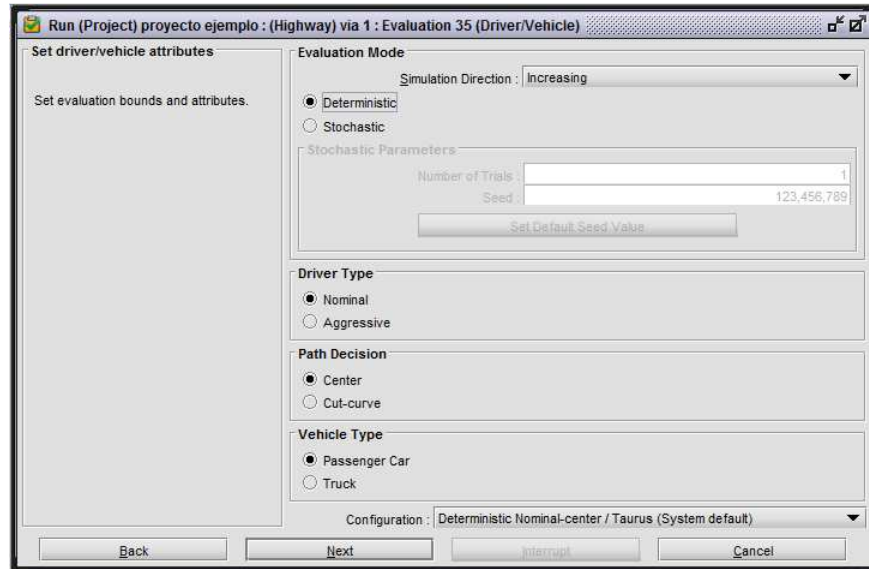 Run (Project) proyecto ejemplo : (Highway) via 1 : Evaluation 35 (Driver/Vehicle)
Set driver/vehicle attributes
Set evaluation bounds and attributes.
Evaluation Mode
Simulation Direction : Increasing
Deterministic
Stochastic
Stochastic Parameters
Number of Trials : 1
Seed : 123,456,789
Set Default Seed Value
Driver Type
Nominal
Aggressive
Path Decision
Center
Cut-curve
Vehicle Type
Passenger Car
Truck
Configuration : Deterministic Nominal-center / Taurus (System default)
Back Next Interrupt Cancel